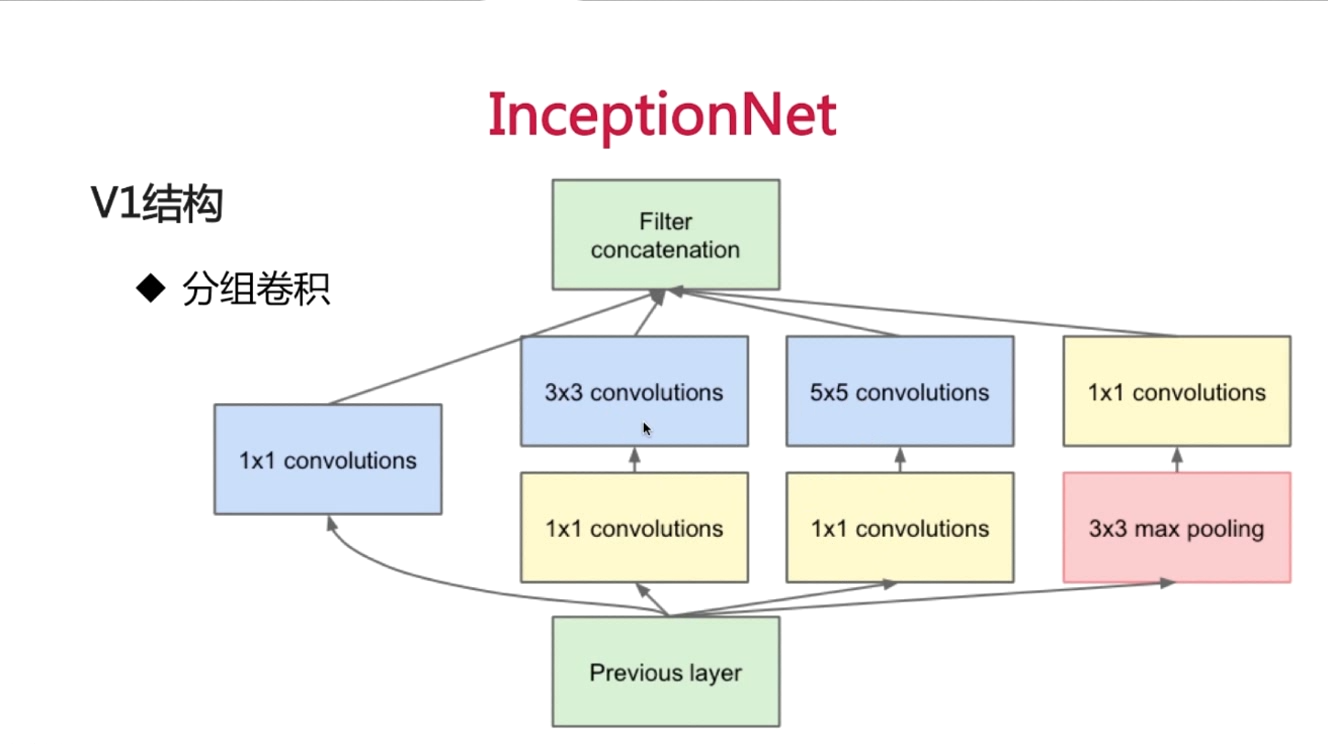 InceptionNet
V1结构
◆ 分组卷积
Filter
concatenation
3x3 convolutions
5x5 convolutions
1x1 convolutions
1x1 convolutions
1x1 convolutions
1x1 convolutions
3x3 max pooling
Previous layer